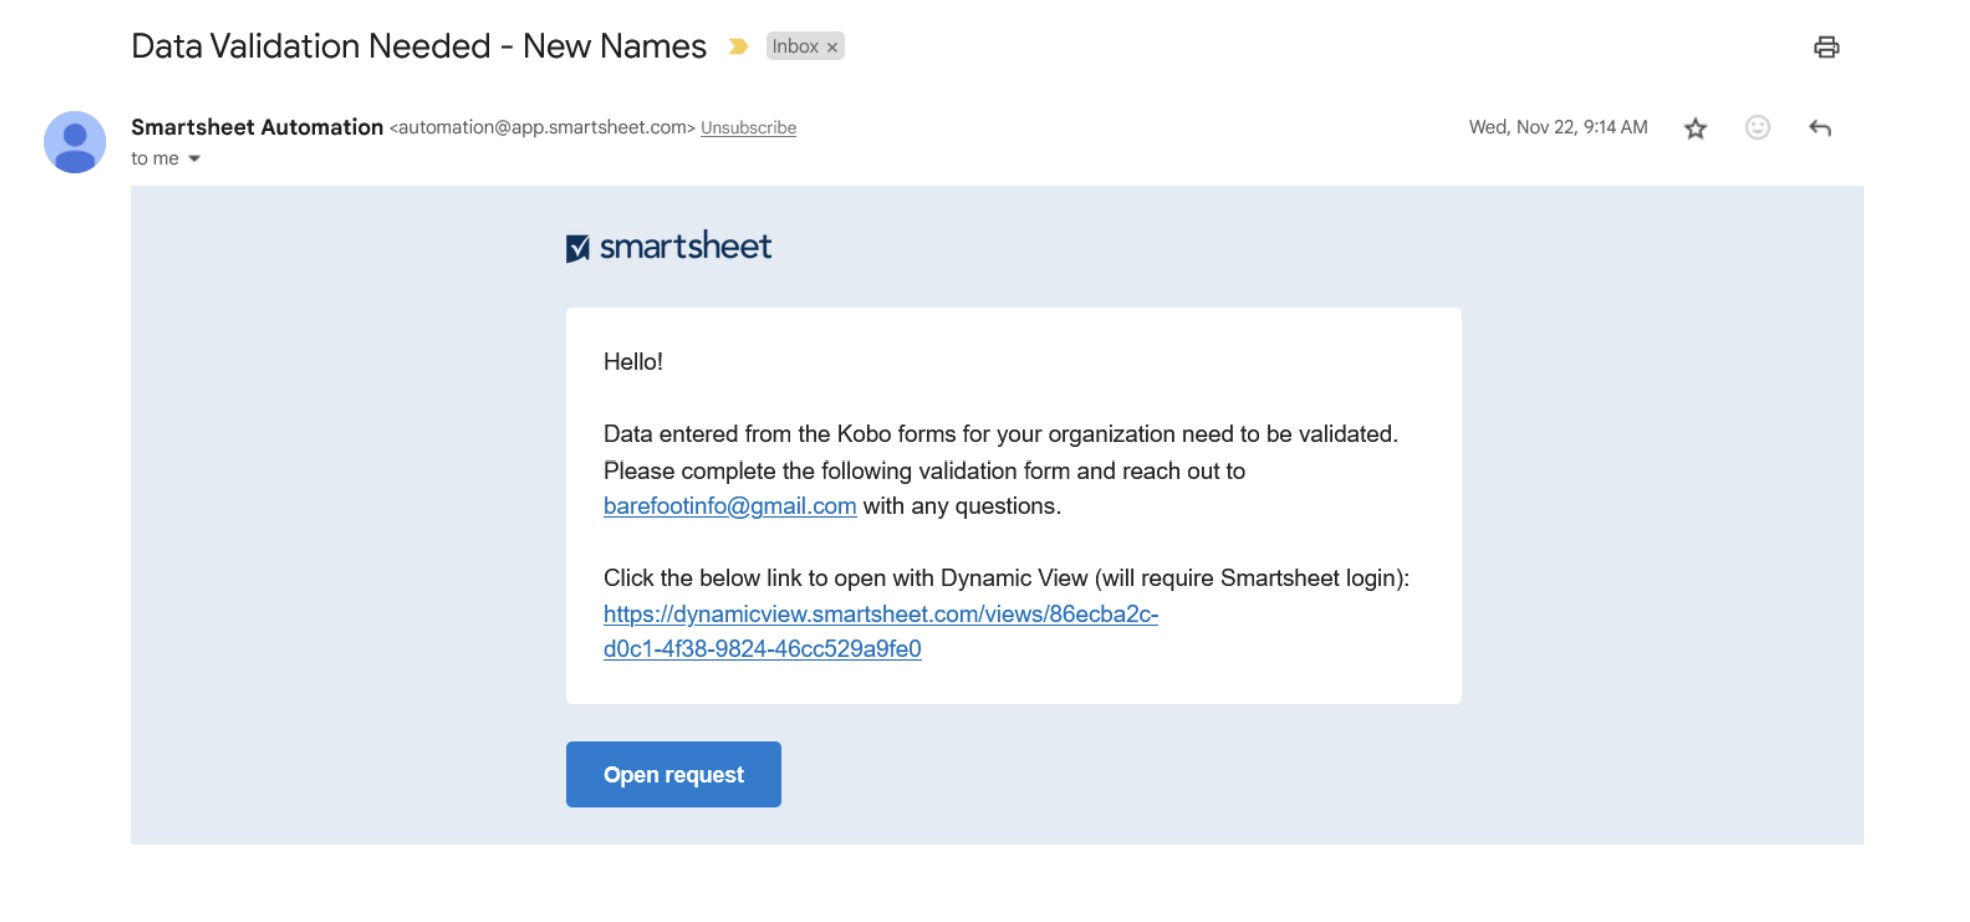 Data Validation Needed - New Names
Inbox ×
Smartsheet Automation <automation@app.smartsheet.com> Unsubscribe
Wed, Nov 22, 9:14 AM
to me
smartsheet
Hello!
Data entered from the Kobo forms for your organization need to be validated.
Please complete the following validation form and reach out to
barefootinfo@gmail.com with any questions.
Click the below link to open with Dynamic View (will require Smartsheet login):
https://dynamicview.smartsheet.com/views/86ecba2c-
d0c1-4f38-9824-46cc529a9fe0
Open request